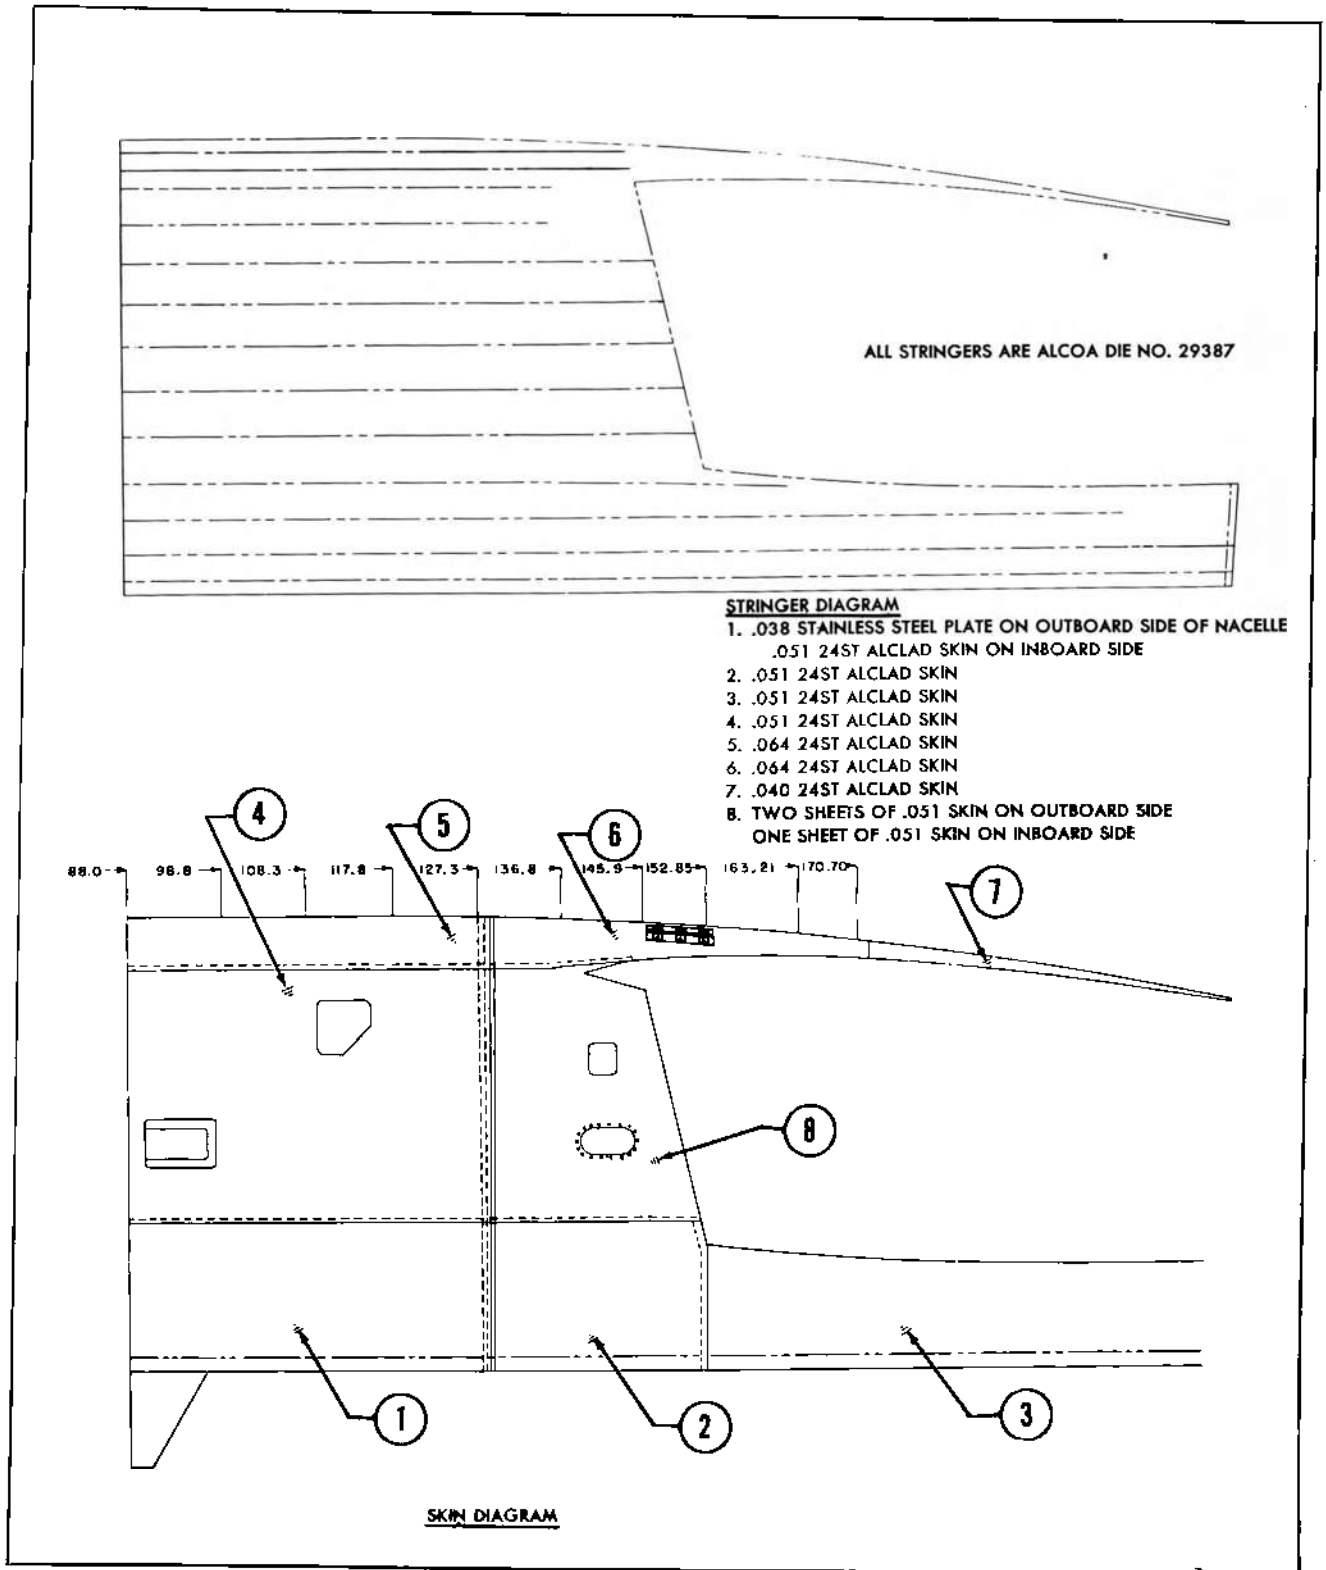 ALL STRINGERS ARE ALCOA DIE NO. 29387
STRINGER DIAGRAM
1. .038 STAINLESS STEEL PLATE ON OUTBOARD SIDE OF NACELLE
.051 24ST ALCLAD SKIN ON INBOARD SIDE
2. .051 24ST ALCLAD SKIN
3. .051 24ST ALCLAD SKIN
4. .051 24ST ALCLAD SKIN
5. .064 24ST ALCLAD SKIN
6. .064 24ST ALCLAD SKIN
7. .040 24ST ALCLAD SKIN
8. TWO SHEETS OF .051 SKIN ON OUTBOARD SIDE
ONE SHEET OF .051 SKIN ON INBOARD SIDE
4
5
6
88.0 98.8 108.3 117.8 127.3 136.8 145.9 152.85 163.21 170.70
7
8
1
2
3
SKIN DIAGRAM